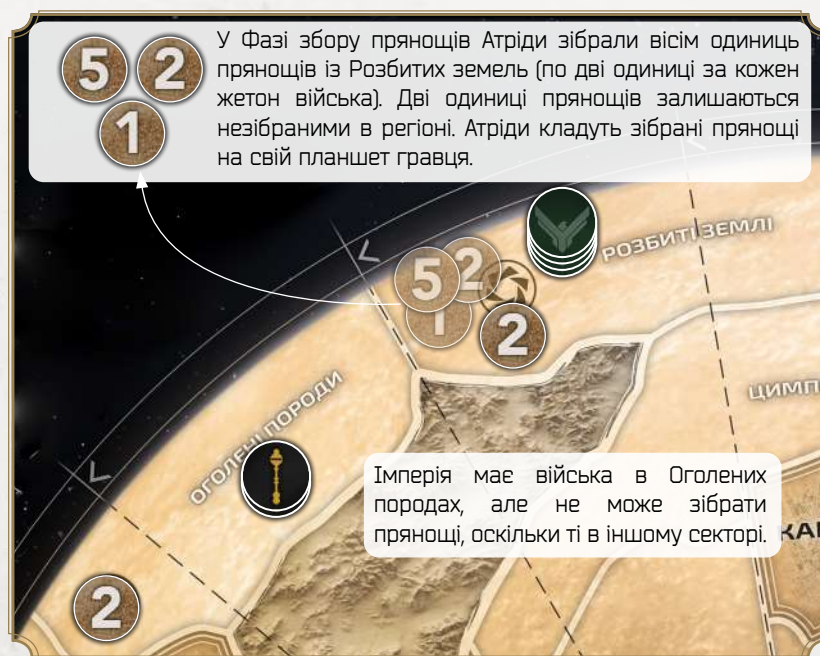 У Фазі збору прянощів Атріди зібрали вісім одиниць
прянощів із Розбитих земель (по дві одиниці за кожен
жетон війська). Дві одиниці прянощів залишаються
незібраними в регіоні. Атріди кладуть зібрані прянощі
на свій планшет гравця.
5
2
1
РОЗБИТІ ЗЕМЛІ
5
2
1
2
ЦИМП
ОГОЛЕНІ ПОРОДИ
Імперія має війська в Оголених
породах, але не може зібрати
прянощі, оскільки ті в іншому секторі.
КА
2